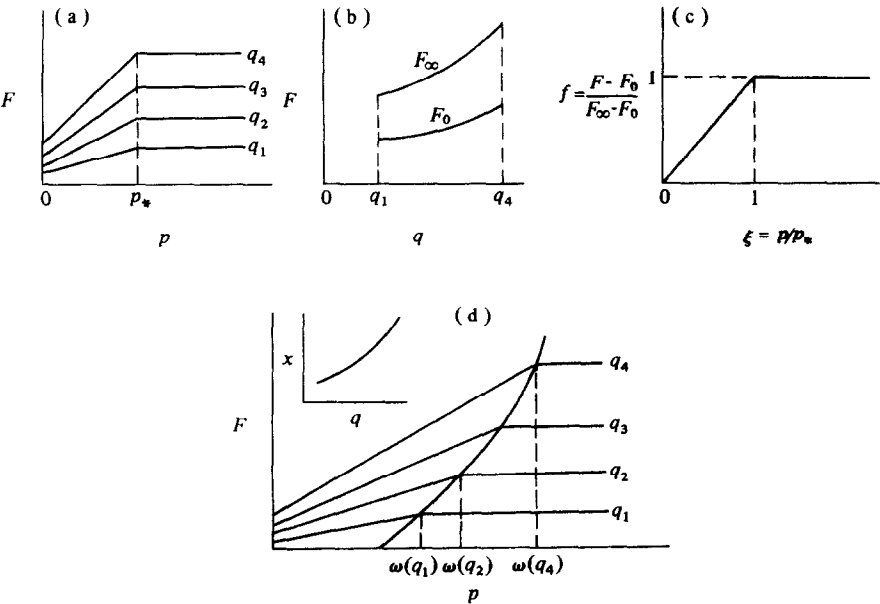 (a)
F
q₄
q₃
q₂
q₁
0
p*
p
(b)
F
F∞
F₀
0
q₁
q₄
q
(c)
f = F - F₀ / F∞ - F₀
1
0
1
ξ = p/p*
(d)
x
q
F
q₄
q₃
q₂
q₁
ω(q₁) ω(q₂) ω(q₄)
p